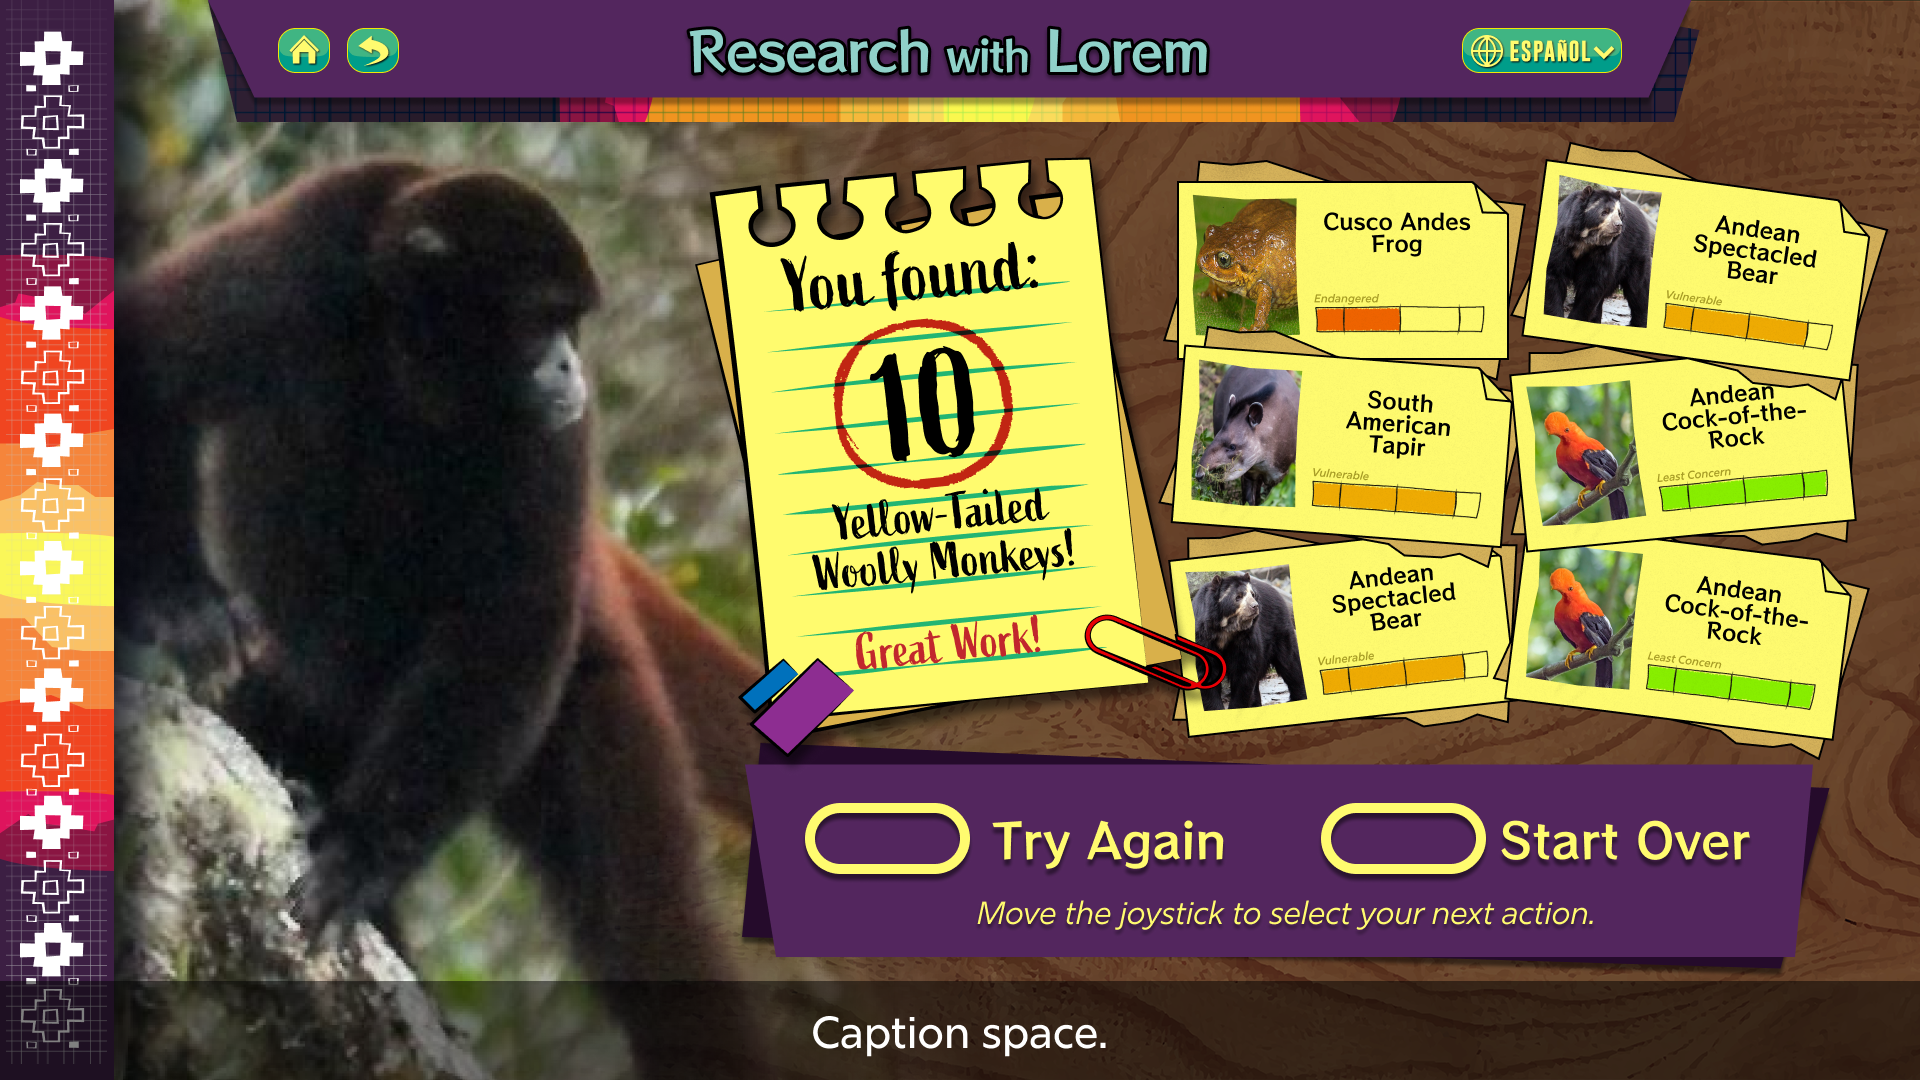 Research with Lorem
ESPAÑOL
You found:
10
Yellow-Tailed
Woolly Monkeys!
Great Work!
Cusco Andes
Frog
Endangered
Andean
Spectacled
Bear
Vulnerable
South
American
Tapir
Vulnerable
Andean
Cock-of-the-
Rock
Least Concern
Andean
Spectacled
Bear
Vulnerable
Andean
Cock-of-the-
Rock
Least Concern
Try Again
Start Over
Move the joystick to select your next action.
Caption space.